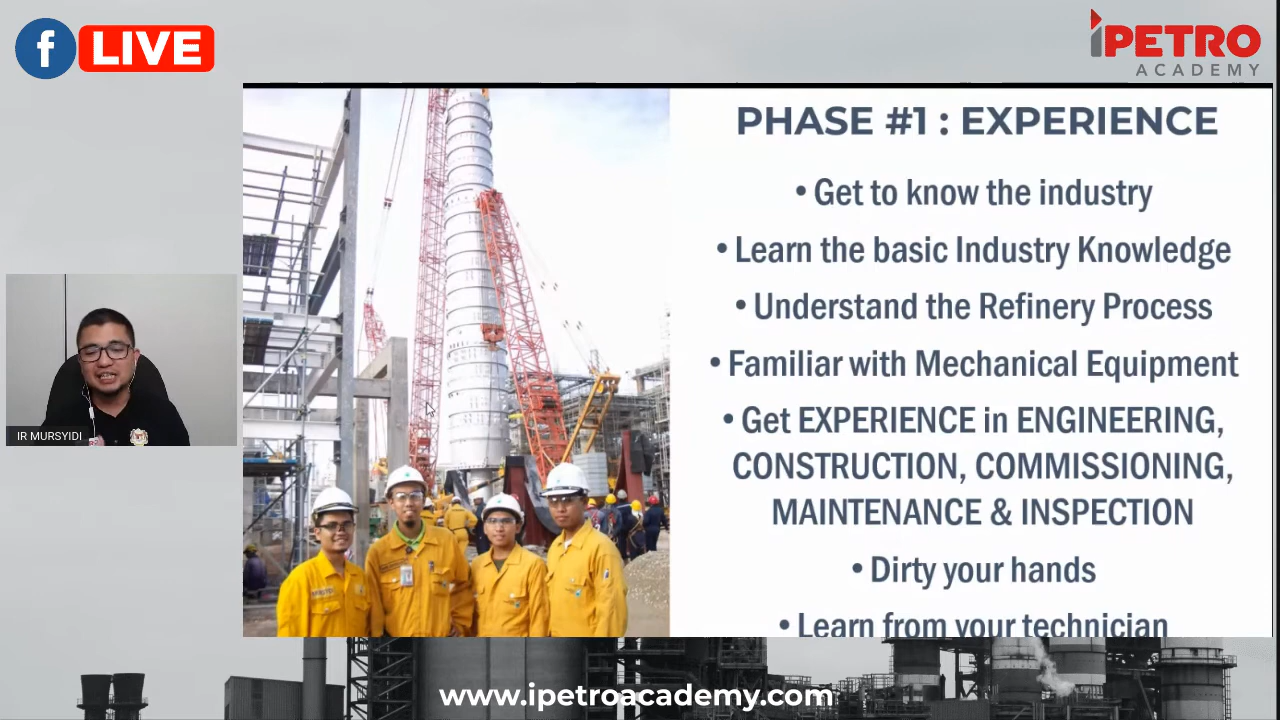 f LIVE
iPETRO
ACADEMY
PHASE #1 : EXPERIENCE
• Get to know the industry
• Learn the basic Industry Knowledge
• Understand the Refinery Process
• Familiar with Mechanical Equipment
• Get EXPERIENCE in ENGINEERING,
CONSTRUCTION, COMMISSIONING,
MAINTENANCE & INSPECTION
• Dirty your hands
• Learn from your technician
IR MURSYIDI
www.ipetroacademy.com